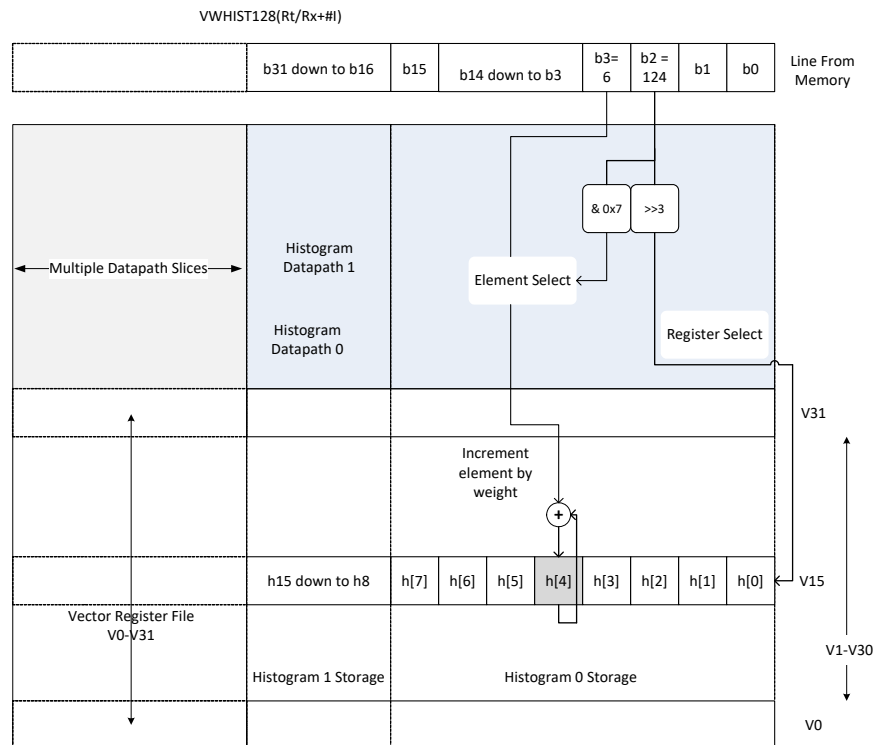 VWHIST128(Rt/Rx+#I)
b31 down to b16
b15
b14 down to b3
b3=
6
b2 =
124
b1
b0
Line From
Memory
& 0x7
>>3
Histogram
Datapath 1
Multiple Datapath Slices
Element Select
Histogram
Datapath 0
Register Select
V31
Increment
element by
weight
+
h15 down to h8
h[7]
h[6]
h[5]
h[4]
h[3]
h[2]
h[1]
h[0]
V15
Vector Register File
V0-V31
V1-V30
Histogram 1 Storage
Histogram 0 Storage
V0